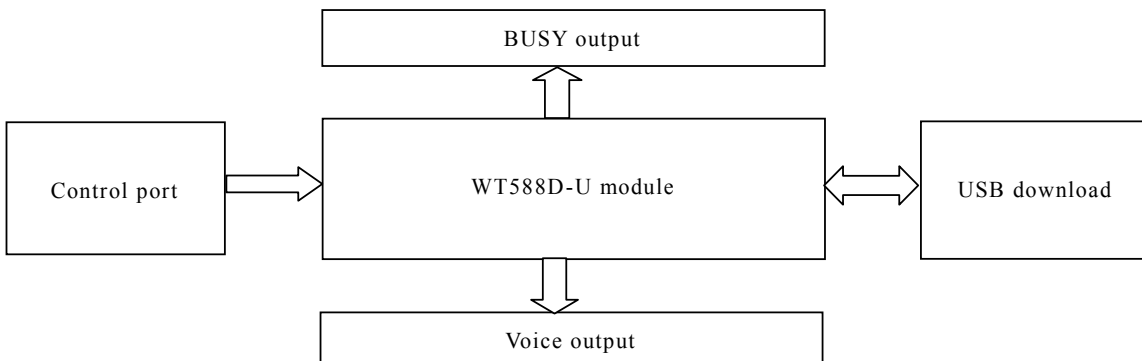 BUSY output
Control port
WT588D-U module
USB download
Voice output